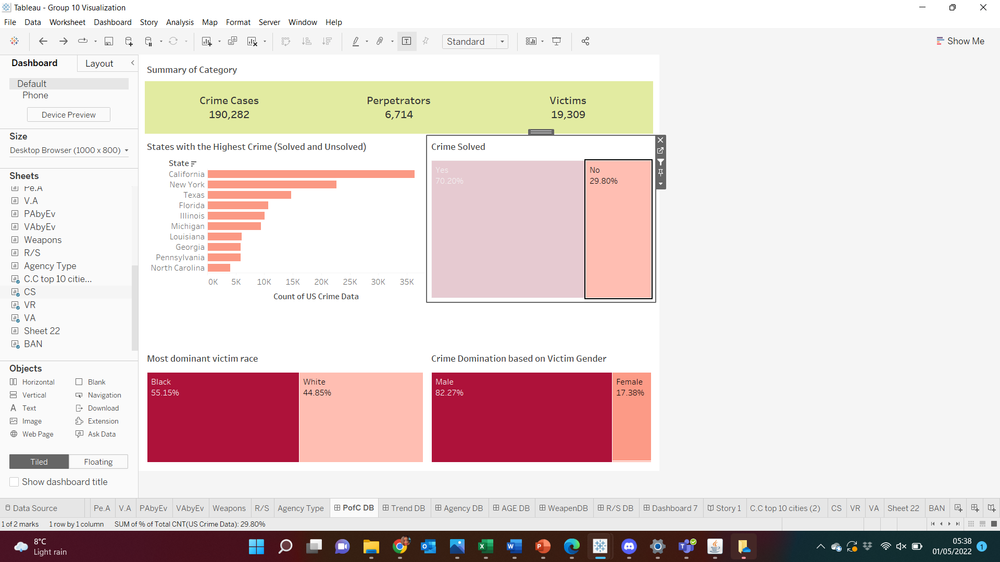 Tableau - Group 10 Visualization
File Data Worksheet Dashboard Story Analysis Map Format Server Window Help
Standard
Show Me
Dashboard
Layout
Default
Phone
Device Preview
Size
Desktop Browser (1000 x 800)
Sheets
Pe.A
V.A
PAbyEv
VAbyEv
Weapons
R/S
Agency Type
C.C top 10 citie...
CS
VR
VA
Sheet 22
BAN
Objects
Horizontal Blank
Vertical Navigation
Text Download
Image Extension
Web Page Ask Data
Tiled Floating
Show dashboard title
Summary of Category
Crime Cases Perpetrators Victims
190,282 6,714 19,309
States with the Highest Crime (Solved and Unsolved)
State
California
New York
Texas
Florida
Illinois
Michigan
Louisiana
Georgia
Pennsylvania
North Carolina
0K 5K 10K 15K 20K 25K 30K 35K
Count of US Crime Data
Crime Solved
Yes
70.20%
No
29.80%
Most dominant victim race
Black
55.15%
White
44.85%
Crime Domination based on Victim Gender
Male
82.27%
Female
17.38%
Data Source Pe.A V.A PAbyEv VAbyEv Weapons R/S Agency Type PofC DB Trend DB Agency DB AGE DB WeapenDB R/S DB Dashboard 7 Story 1 C.C top 10 cities (2) CS VR VA Sheet 22 BAN
1 of 2 marks 1 row by 1 column SUM of % of Total CNT(US Crime Data): 29.80%
8°C
Light rain
05:38
01/05/2022
1